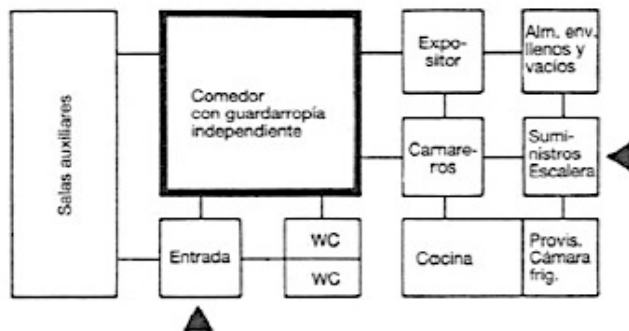 Salas auxiliares
Comedor
con guardarropía
independiente
Expo-
sitor
Alm. env.
llenos y
vacios
Camare-
ros
Sumi-
nistros
Escalera
Entrada
WC
WC
Cocina
Provis.
Cámara
frig.